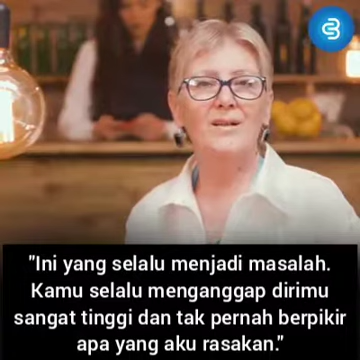 "Ini yang selalu menjadi masalah.
Kamu selalu menganggap dirimu
sangat tinggi dan tak pernah berpikir
apa yang aku rasakan."